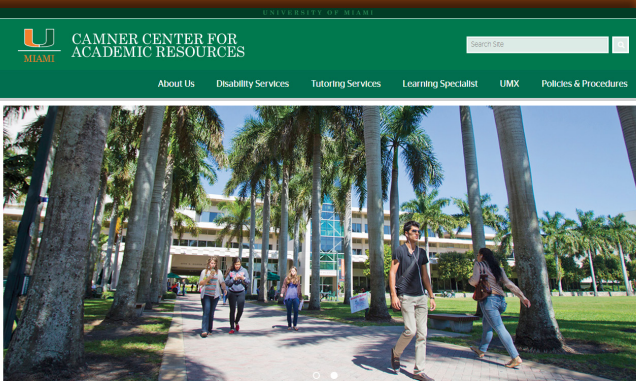 UNIVERSITY OF MIAMI
MIAMI
CAMNER CENTER FOR
ACADEMIC RESOURCES
Search Site
About Us Disability Services Tutoring Services Learning Specialist UMX Policies & Procedures